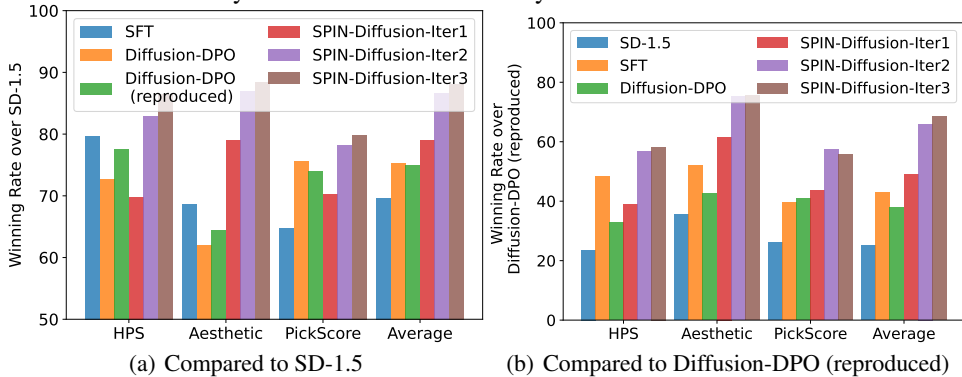 100
90
80
70
60
50
Winning Rate over SD-1.5
SFT
Diffusion-DPO
Diffusion-DPO
(reproduced)
SPIN-Diffusion-Iter1
SPIN-Diffusion-Iter2
SPIN-Diffusion-Iter3
HPS Aesthetic PickScore Average
(a) Compared to SD-1.5
100
80
60
40
20
0
Winning Rate over
Diffusion-DPO (reproduced)
SD-1.5
SFT
Diffusion-DPO
SPIN-Diffusion-Iter1
SPIN-Diffusion-Iter2
SPIN-Diffusion-Iter3
HPS Aesthetic PickScore Average
(b) Compared to Diffusion-DPO (reproduced)